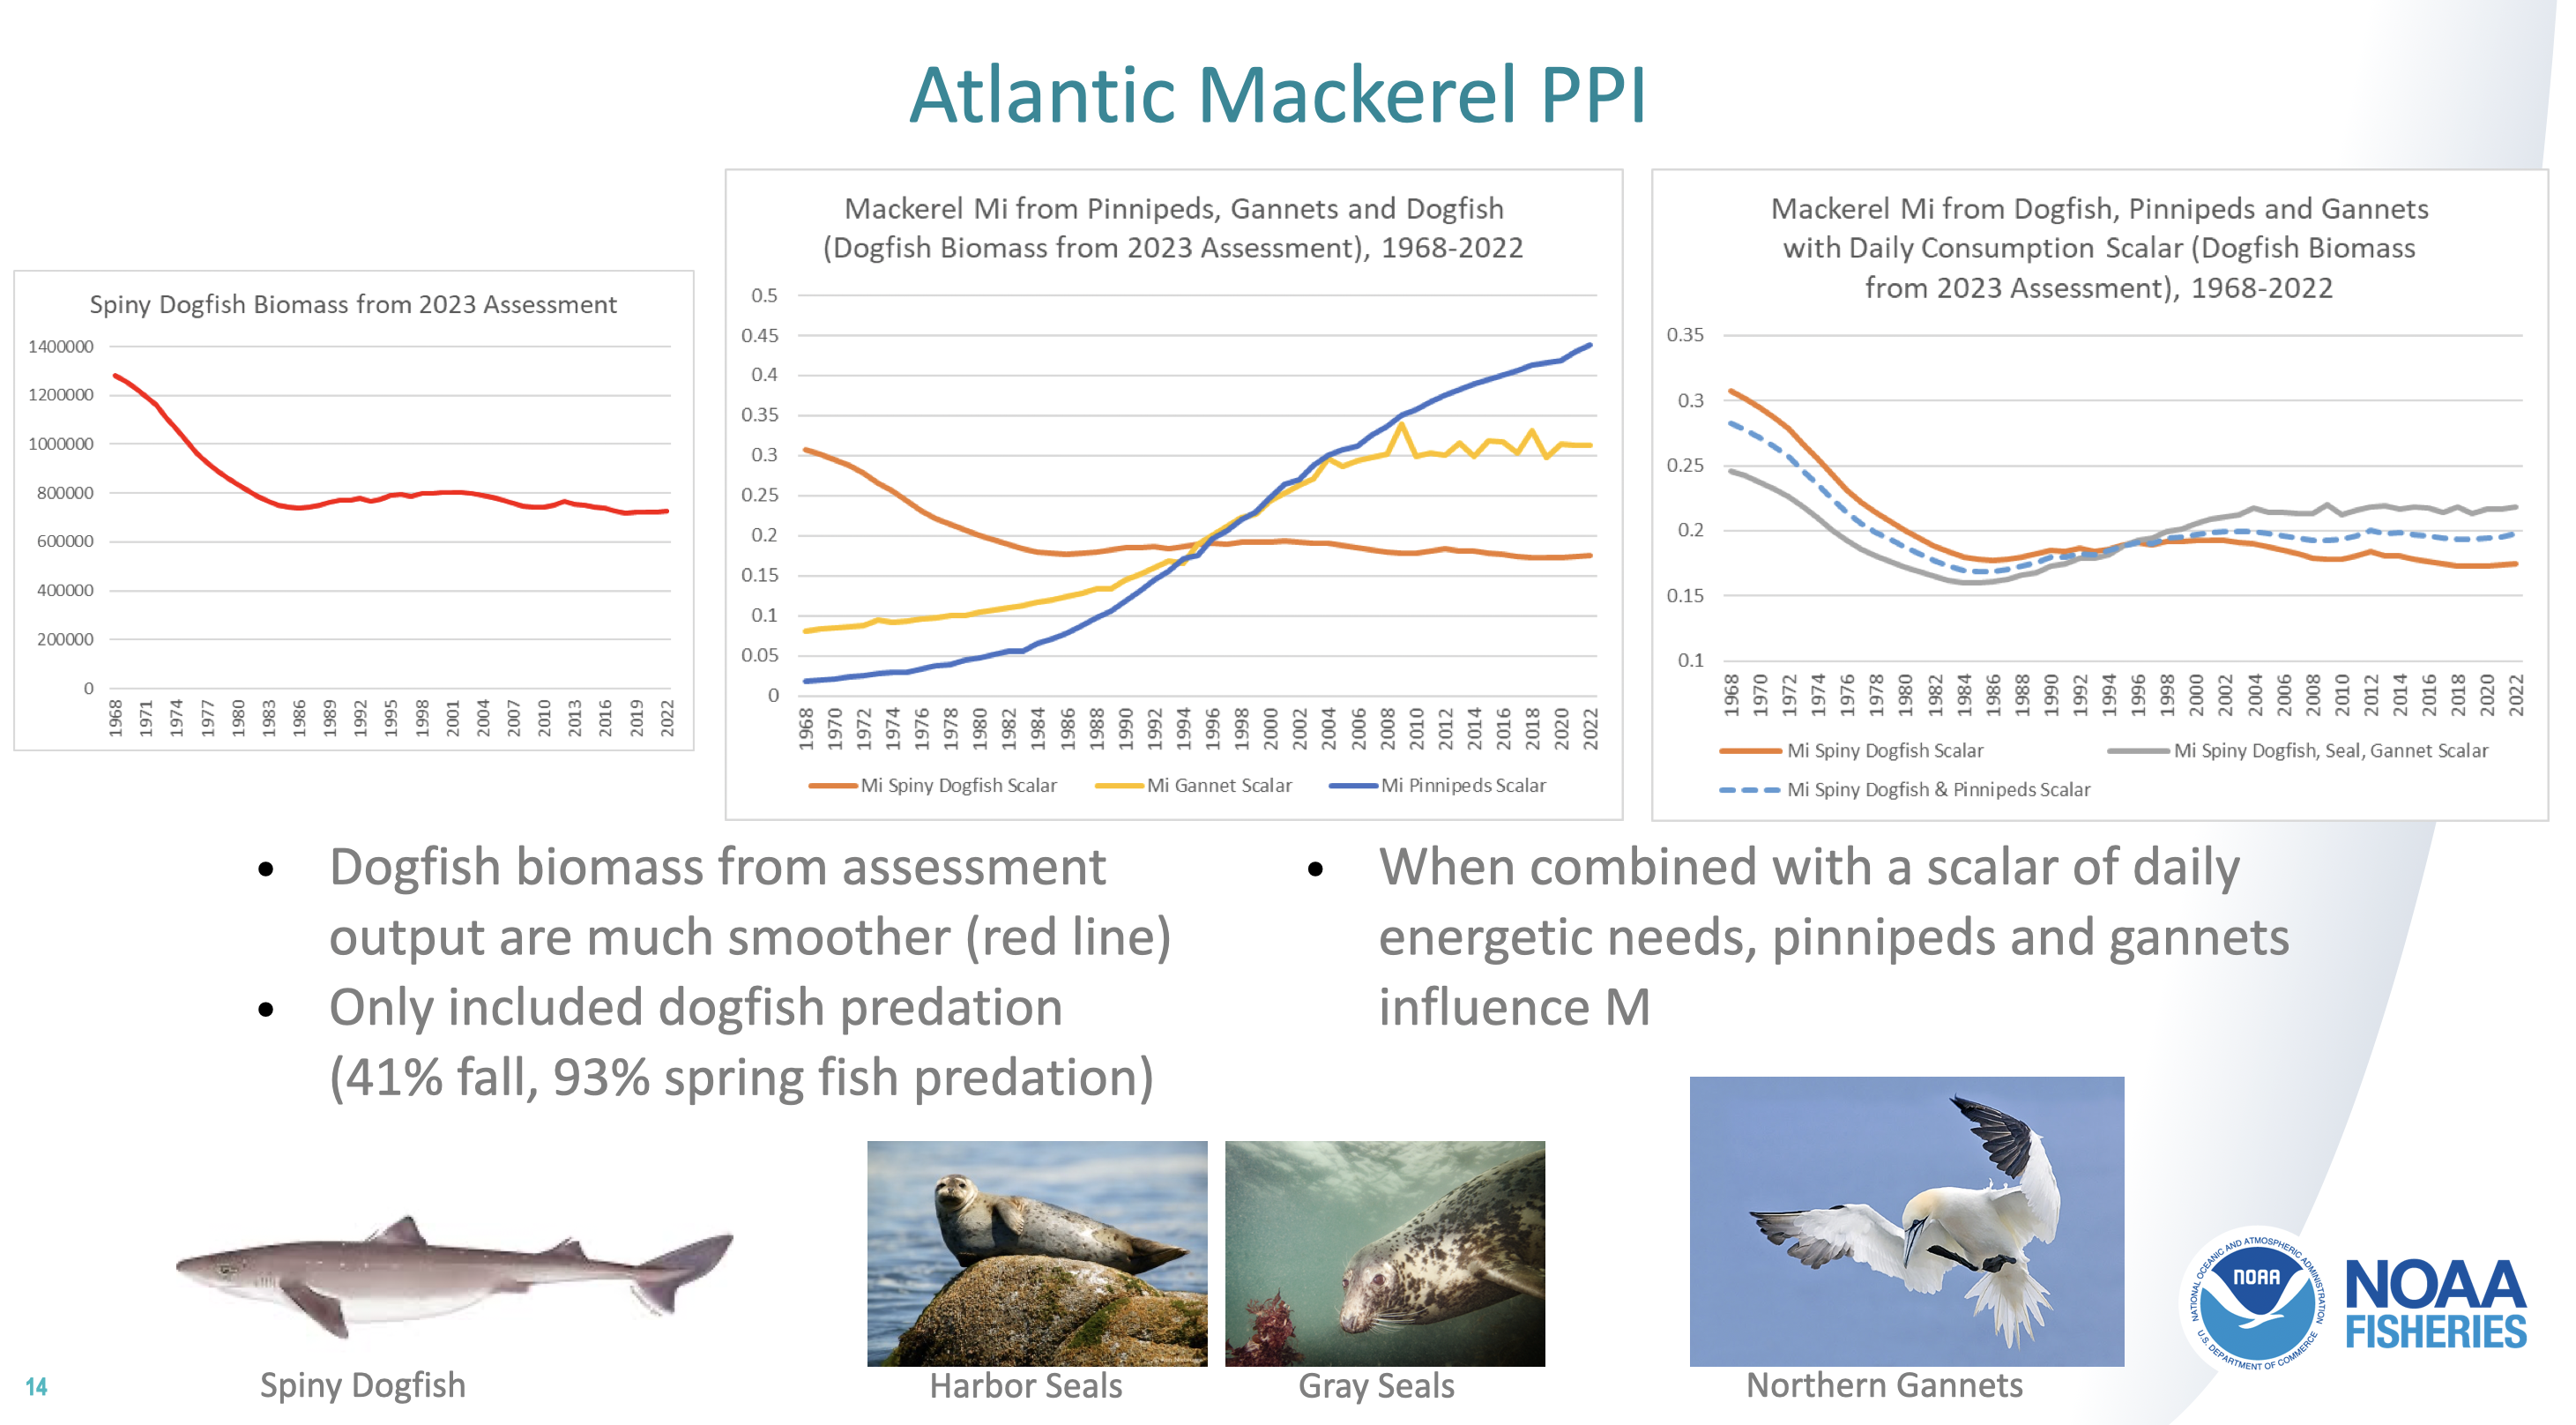 Atlantic Mackerel PPI
Spiny Dogfish Biomass from 2023 Assessment
1400000
1200000
1000000
800000
600000
400000
200000
0
1968 1971 1974 1977 1980 1983 1986 1989 1992 1995 1998 2001 2004 2007 2010 2013 2016 2019 2022
Mackerel Mi from Pinnipeds, Gannets and Dogfish
(Dogfish Biomass from 2023 Assessment), 1968-2022
0.5
0.45
0.4
0.35
0.3
0.25
0.2
0.15
0.1
0.05
0
1968 1970 1972 1974 1976 1978 1980 1982 1984 1986 1988 1990 1992 1994 1996 1998 2000 2002 2004 2006 2008 2010 2012 2014 2016 2018 2020 2022
Mi Spiny Dogfish Scalar Mi Gannet Scalar Mi Pinnipeds Scalar
Mackerel Mi from Dogfish, Pinnipeds and Gannets
with Daily Consumption Scalar (Dogfish Biomass
from 2023 Assessment), 1968-2022
0.35
0.3
0.25
0.2
0.15
0.1
1968 1970 1972 1974 1976 1978 1980 1982 1984 1986 1988 1990 1992 1994 1996 1998 2000 2002 2004 2006 2008 2010 2012 2014 2016 2018 2020 2022
Mi Spiny Dogfish Scalar Mi Spiny Dogfish, Seal, Gannet Scalar
Mi Spiny Dogfish & Pinnipeds Scalar
• Dogfish biomass from assessment
output are much smoother (red line)
• Only included dogfish predation
(41% fall, 93% spring fish predation)
• When combined with a scalar of daily
energetic needs, pinnipeds and gannets
influence M
Spiny Dogfish
Harbor Seals
Gray Seals
Northern Gannets
NATIONAL OCEANIC AND ATMOSPHERIC ADMINISTRATION
NOAA
U.S. DEPARTMENT OF COMMERCE
NOAA
FISHERIES
14